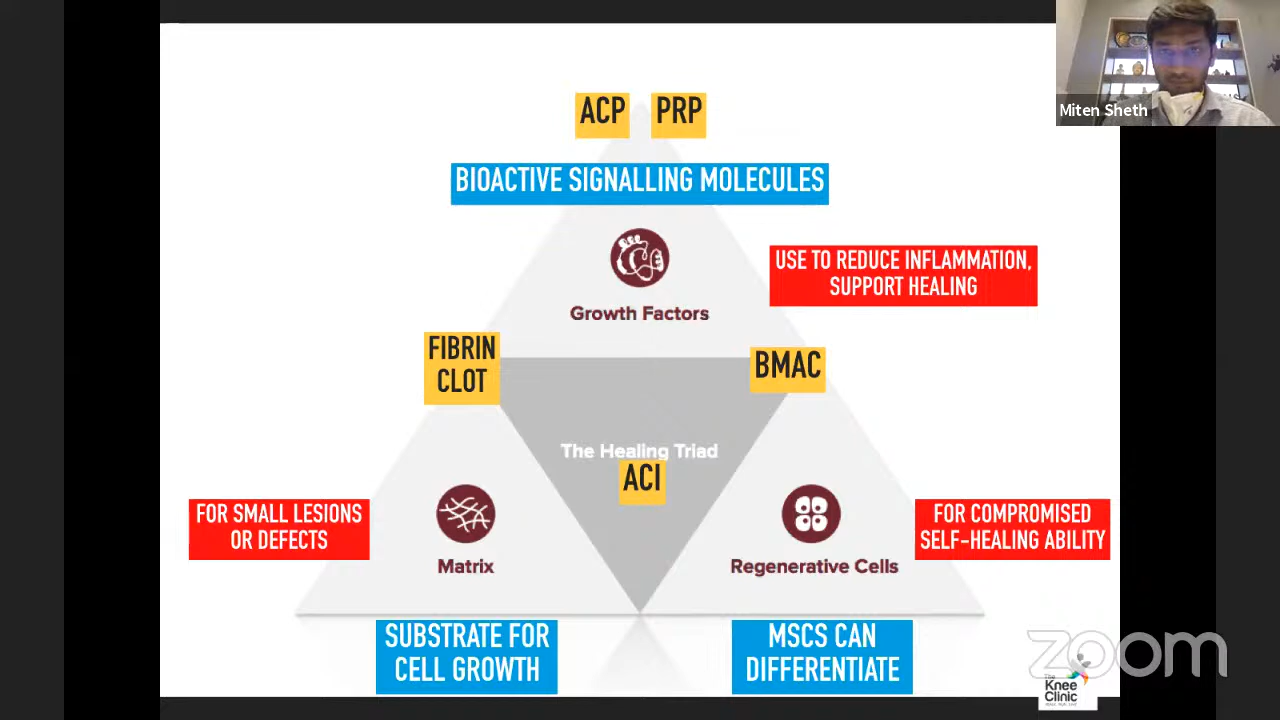 Miten Sheth
ACP PRP
BIOACTIVE SIGNALLING MOLECULES
USE TO REDUCE INFLAMMATION,
SUPPORT HEALING
Growth Factors
FIBRIN
CLOT
BMAC
The Healing Triad
ACI
FOR SMALL LESIONS
OR DEFECTS
FOR COMPROMISED
SELF-HEALING ABILITY
Matrix
Regenerative Cells
SUBSTRATE FOR
CELL GROWTH
MSCS CAN
DIFFERENTIATE
zoom
The
Knee
Clinic